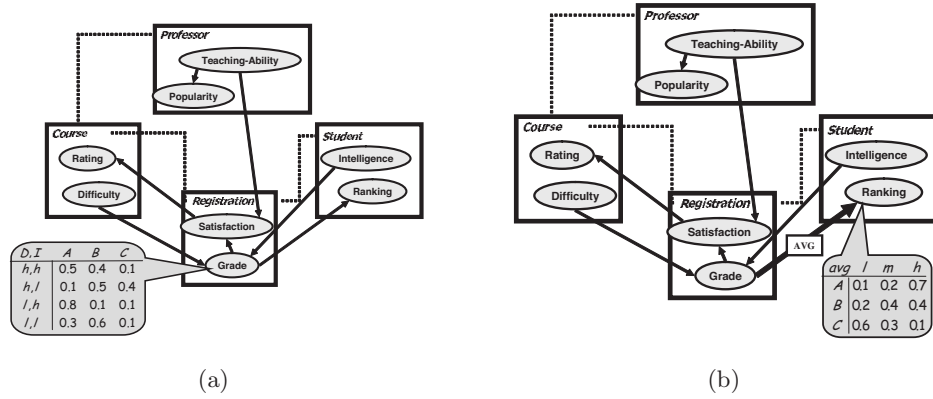 Professor
Teaching-Ability
Popularity
Course
Student
Rating
Intelligence
Difficulty
Ranking
Registration
Satisfaction
Grade
D,I A B C
h,h 0.5 0.4 0.1
h,l 0.1 0.5 0.4
l,h 0.8 0.1 0.1
l,l 0.3 0.6 0.1
(a)
Professor
Teaching-Ability
Popularity
Course
Student
Rating
Intelligence
Difficulty
Ranking
Registration
Satisfaction
AVG
Grade
avg l m h
A 0.1 0.2 0.7
B 0.2 0.4 0.4
C 0.6 0.3 0.1
(b)